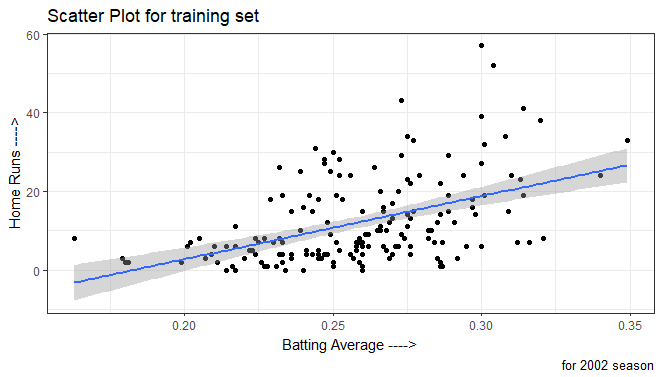 Scatter Plot for training set
60
40
20
0
Home Runs ---->
0.20
0.25
0.30
0.35
Batting Average ---->
for 2002 season